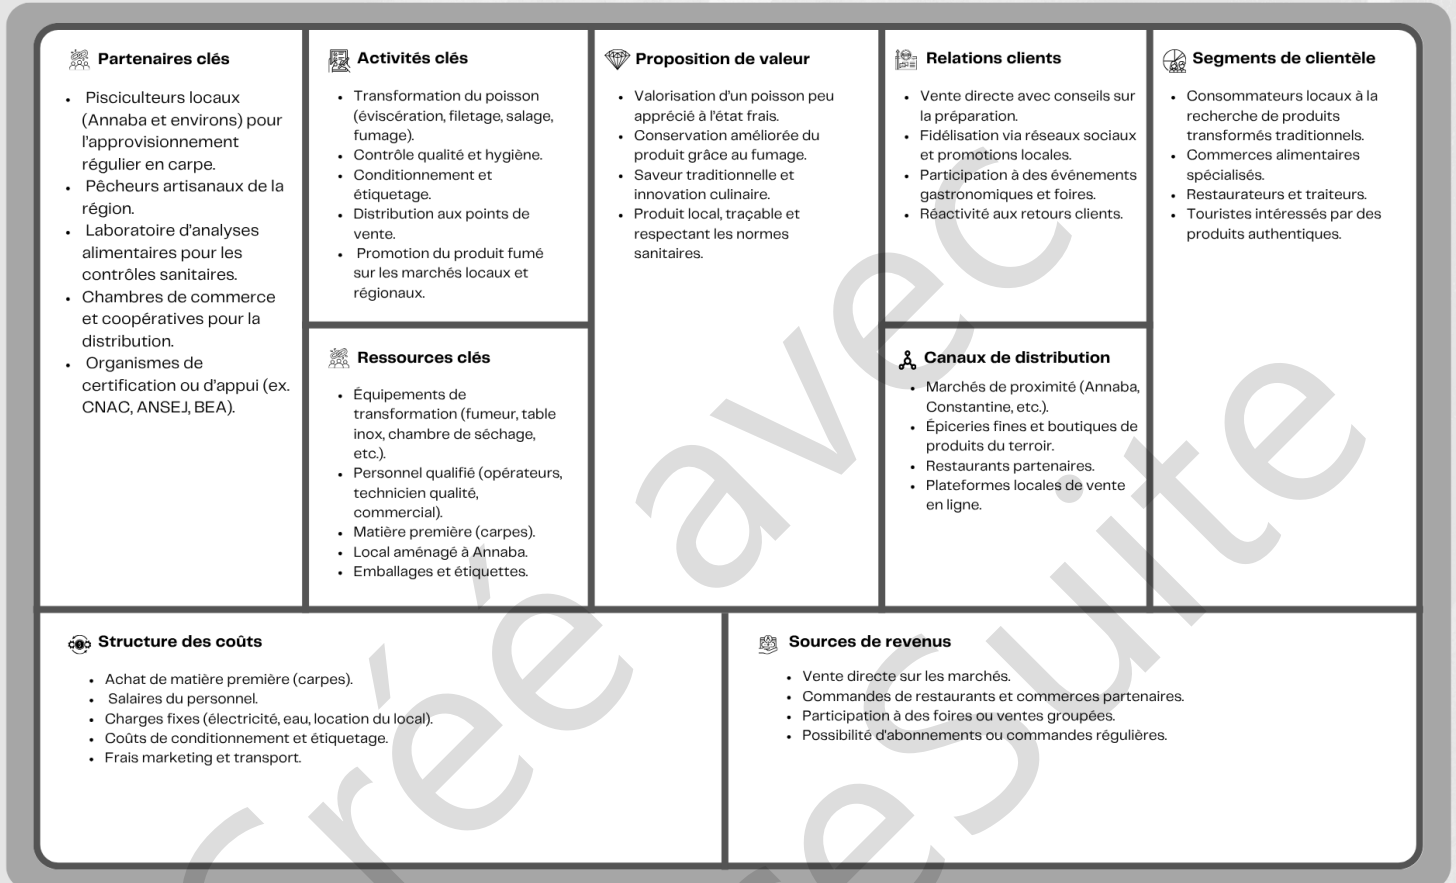 Partenaires clés
• Pisciculteurs locaux
(Annaba et environs) pour
l'approvisionnement
régulier en carpe.
• Pêcheurs artisanaux de la
région.
• Laboratoire d'analyses
alimentaires pour les
contrôles sanitaires.
• Chambres de commerce
et coopératives pour la
distribution.
• Organismes de
certification ou d'appui (ex.
CNAC, ANSEJ, BEA).
Activités clés
• Transformation du poisson
(éviscération, filetage, salage,
fumage).
• Contrôle qualité et hygiène.
• Conditionnement et
étiquetage.
• Distribution aux points de
vente.
• Promotion du produit fumé
sur les marchés locaux et
régionaux.
Ressources clés
• Équipements de
transformation (fumeur, table
inox, chambre de séchage,
etc.).
• Personnel qualifié (opérateurs,
technicien qualité,
commercial).
• Matière première (carpes).
• Local aménagé à Annaba.
• Emballages et étiquettes.
Proposition de valeur
• Valorisation d'un poisson peu
apprécié à l'état frais.
• Conservation améliorée du
produit grâce au fumage.
• Saveur traditionnelle et
innovation culinaire.
• Produit local, traçable et
respectant les normes
sanitaires.
Relations clients
• Vente directe avec conseils sur
la préparation.
• Fidélisation via réseaux sociaux
et promotions locales.
• Participation à des événements
gastronomiques et foires.
• Réactivité aux retours clients.
Canaux de distribution
• Marchés de proximité (Annaba,
Constantine, etc.).
• Épiceries fines et boutiques de
produits du terroir.
• Restaurants partenaires.
• Plateformes locales de vente
en ligne.
Segments de clientèle
• Consommateurs locaux à la
recherche de produits
transformés traditionnels.
• Commerces alimentaires
spécialisés.
• Restaurateurs et traiteurs.
• Touristes intéressés par des
produits authentiques.
Structure des coûts
• Achat de matière première (carpes).
• Salaires du personnel.
• Charges fixes (électricité, eau, location du local).
• Coûts de conditionnement et étiquetage.
• Frais marketing et transport.
Sources de revenus
• Vente directe sur les marchés.
• Commandes de restaurants et commerces partenaires.
• Participation à des foires ou ventes groupées.
• Possibilité d'abonnements ou commandes régulières.
Créé avec
eSuite